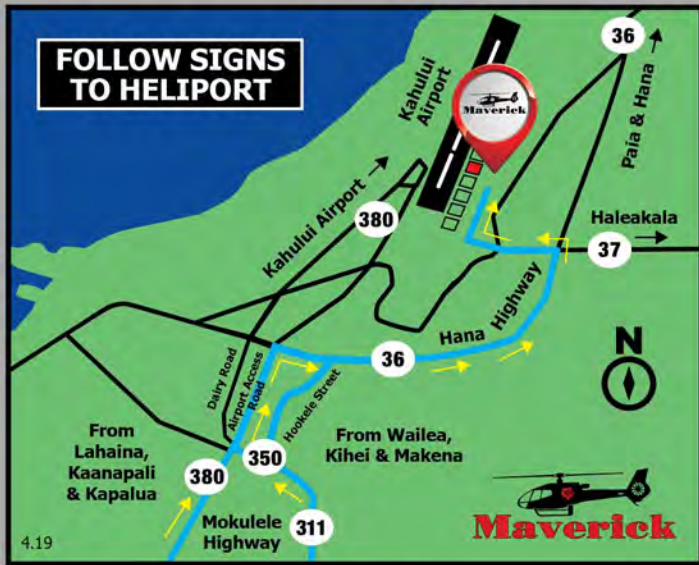 FOLLOW SIGNS
TO HELIPORT
36
Kahului
Airport
Maverick
Paia & Hana
Kahului Airport
380
Haleakala
37
Hana
Highway
N
36
Dairy Road
Airport Access
Road
Hookele Street
From
Lahaina,
Kaanapali
& Kapalua
From Wailea,
Kihei & Makena
380
350
Mokulele
Highway
311
Maverick
4.19